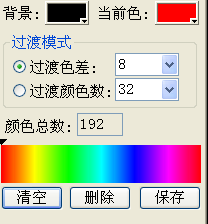 背景: 当前色:
过渡模式
过渡色差: 8
过渡颜色数: 32
颜色总数: 192
清空 删除 保存